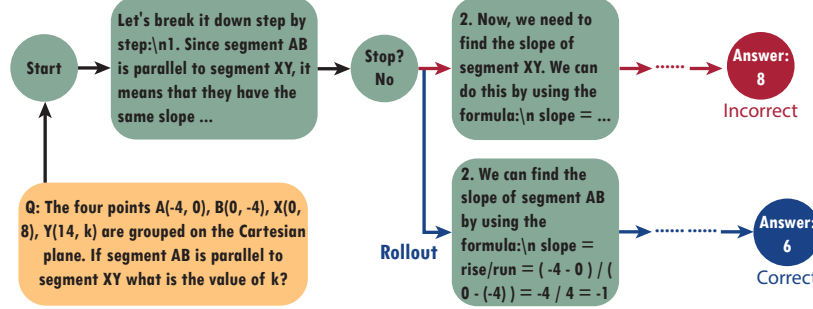 Start
Let's break it down step by
step:\n1. Since segment AB
is parallel to segment XY, it
means that they have the
same slope ...
Stop?
No
2. Now, we need to
find the slope of
segment XY. We can
do this by using the
formula:\n slope = ...
Answer:
8
Incorrect
Q: The four points A(-4, 0), B(0, -4), X(0,
8), Y(14, k) are grouped on the Cartesian
plane. If segment AB is parallel to
segment XY what is the value of k?
Rollout
2. We can find the
slope of segment AB
by using the
formula:\n slope =
rise/run = ( -4 - 0 ) / (
0 - (-4) ) = -4 / 4 = -1
Answer:
6
Correct